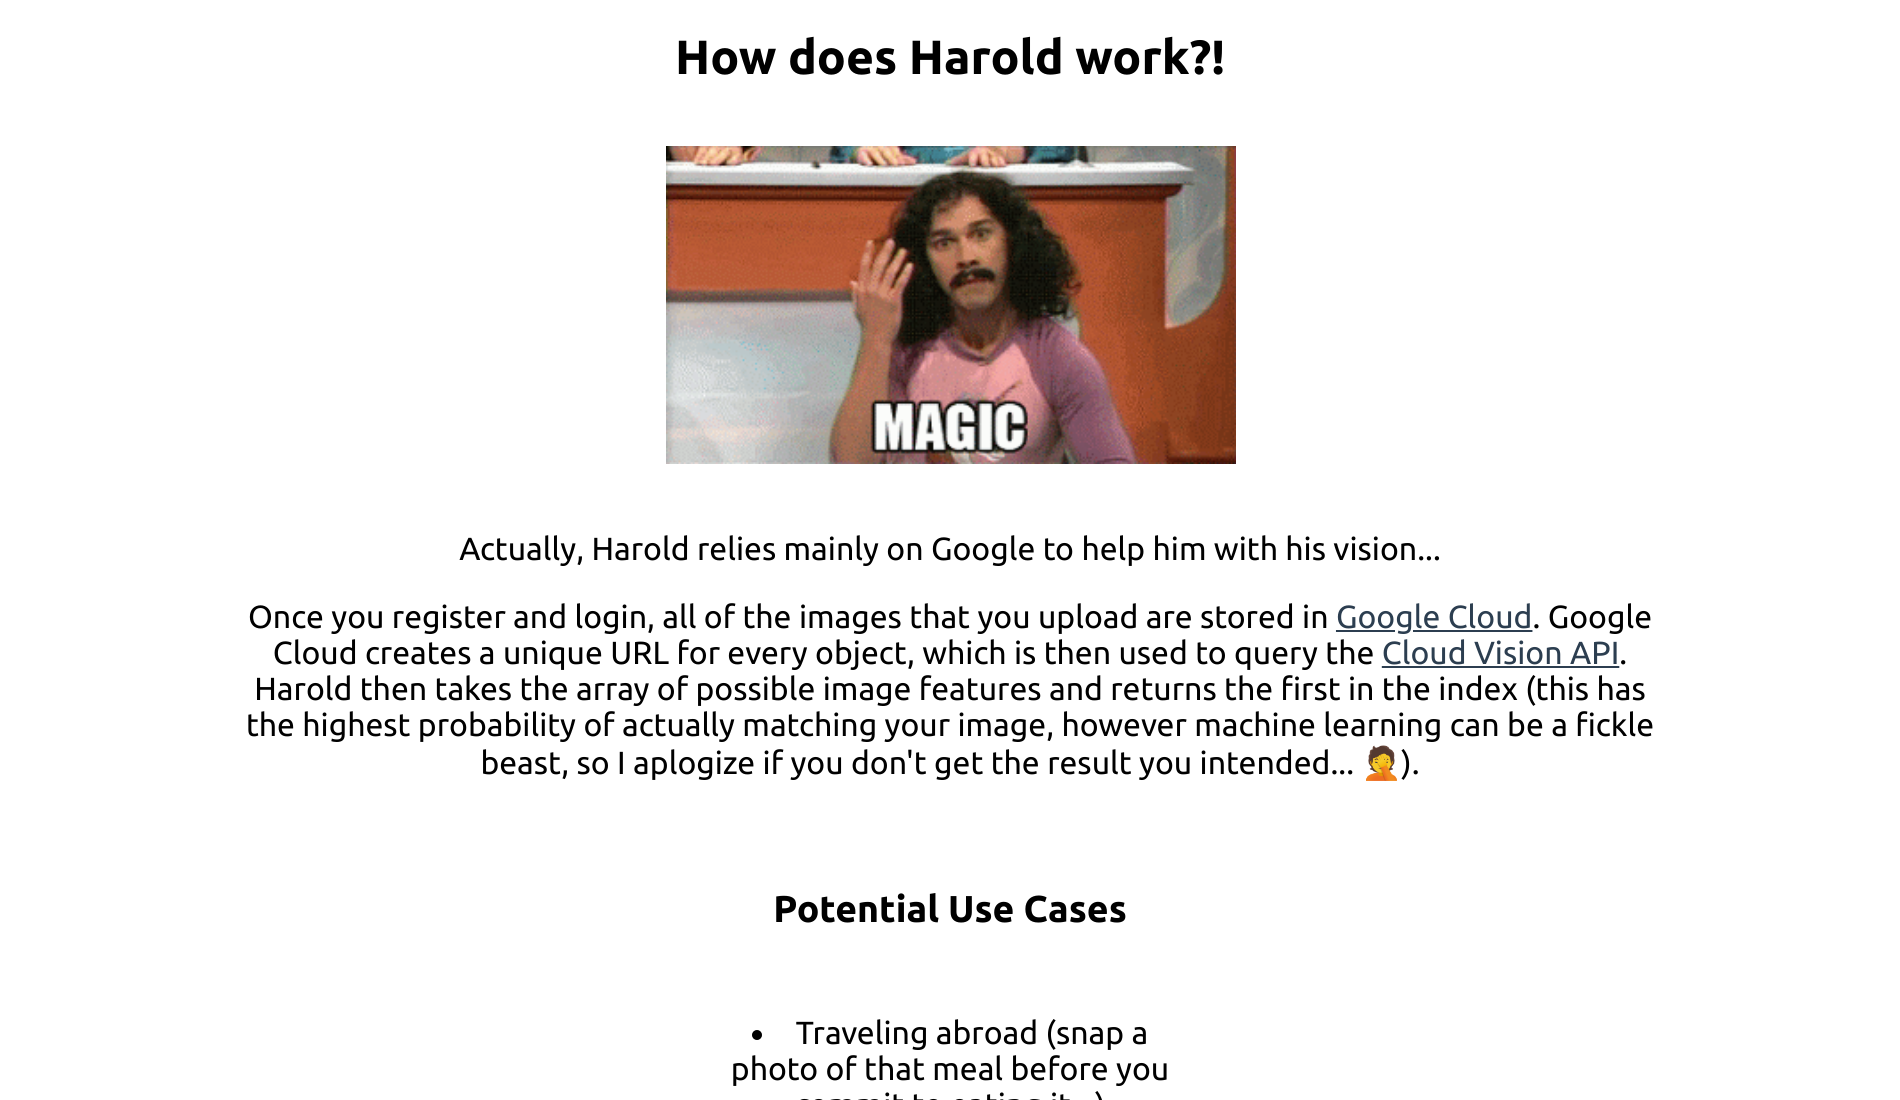 How does Harold work?!
MAGIC
Actually, Harold relies mainly on Google to help him with his vision...
Once you register and login, all of the images that you upload are stored in Google Cloud. Google
Cloud creates a unique URL for every object, which is then used to query the Cloud Vision API.
Harold then takes the array of possible image features and returns the first in the index (this has
the highest probability of actually matching your image, however machine learning can be a fickle
beast, so I aplogize if you don't get the result you intended... 🤦).
Potential Use Cases
• Traveling abroad (snap a
photo of that meal before you